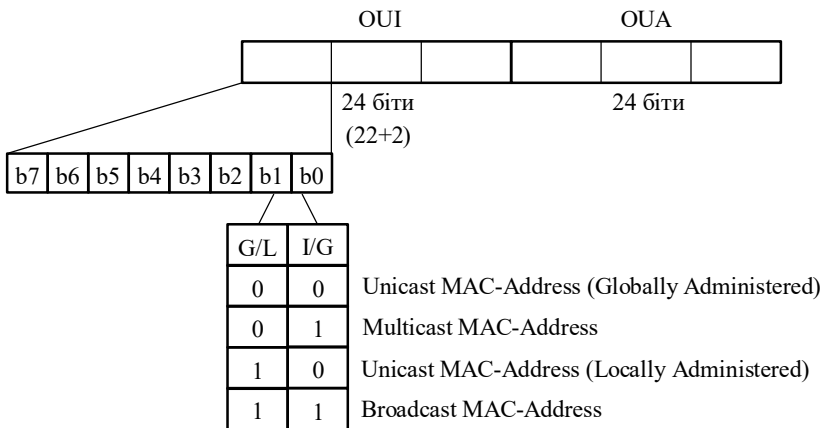 OUI OUA
24 біти 24 біти
(22+2)
b7 b6 b5 b4 b3 b2 b1 b0
G/L I/G
0 0 Unicast MAC-Address (Globally Administered)
0 1 Multicast MAC-Address
1 0 Unicast MAC-Address (Locally Administered)
1 1 Broadcast MAC-Address